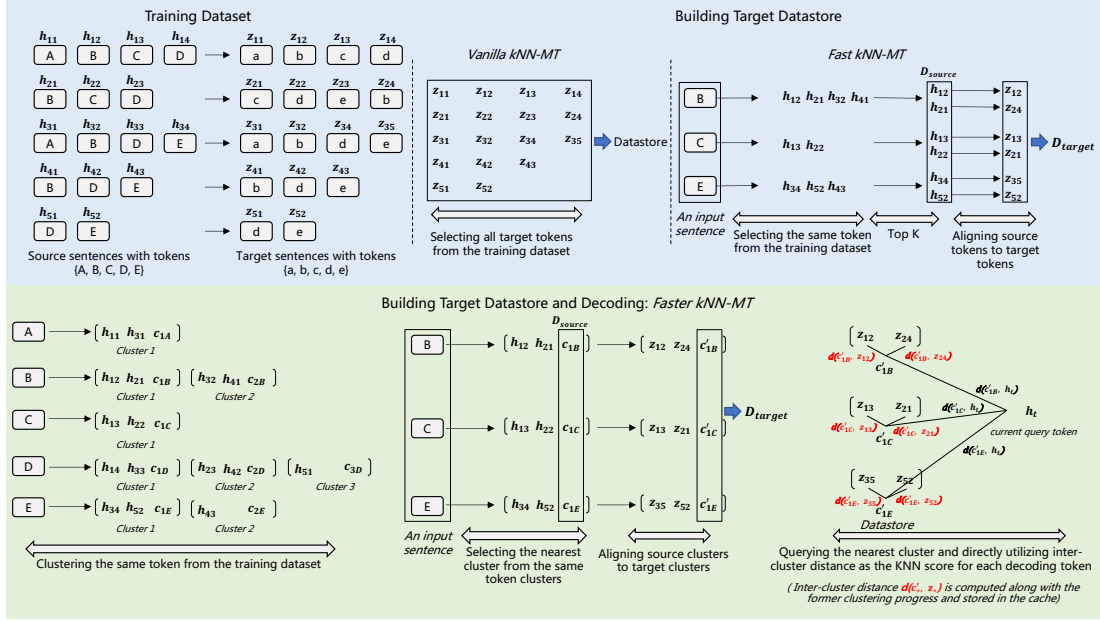 Training Dataset
Building Target Datastore
h11 h12 h13 h14
A B C D
z11 z12 z13 z14
a b c d
h21 h22 h23
B C D
z21 z22 z23 z24
c d e b
h31 h32 h33 h34
A B D E
z31 z32 z34 z35
a b d e
h41 h42 h43
B D E
z41 z42 z43
b d e
h51 h52
D E
z51 z52
d e
Source sentences with tokens
{A, B, C, D, E}
Target sentences with tokens
{a, b, c, d, e}
Vanilla kNN-MT
z11 z12 z13 z14
z21 z22 z23 z24
z31 z32 z34 z35
z41 z42 z43
z51 z52
Datastore
Selecting all target tokens
from the training dataset
Fast kNN-MT
Dsource
B h12 h21 h32 h41 h12 z12
h21 z24
C h13 h22 h13 z13
h22 z21
Dtarget
E h34 h52 h43 h34 z35
h52 z52
An input
sentence
Selecting the same token
from the training dataset
Top K
Aligning source
tokens to target
tokens
Building Target Datastore and Decoding: Faster kNN-MT
A h11 h31 c1A
Cluster 1
B h12 h21 c1B h32 h41 c2B
Cluster 1 Cluster 2
C h13 h22 c1C
Cluster 1
D h14 h33 c1D h23 h42 c2D h51 c3D
Cluster 1 Cluster 2 Cluster 3
E h34 h52 c1E h43 c2E
Cluster 1 Cluster 2
Clustering the same token from the training dataset
Dsource
B h12 h21 c1B z12 z24 c'1B
C h13 h22 c1C z13 z21 c'1C
Dtarget
E h34 h52 c1E z35 z52 c'1E
An input
sentence
Selecting the nearest
cluster from the same
token clusters
Aligning source clusters
to target clusters
z12 z24
d(c'1B, z12) d(c'1B, z24)
c'1B
d(c'1B, ht)
z13 z21
d(c'1C, ht)
ht
d(c'1C, z13) d(c'1C, z21)
c'1C
current query token
d(c'1E, ht)
z35 z52
d(c'1E, z35) d(c'1E, z52)
c'1E
Datastore
Querying the nearest cluster and directly utilizing inter-
cluster distance as the KNN score for each decoding token
( Inter-cluster distance d(c'*, z*) is computed along with the
former clustering progress and stored in the cache)